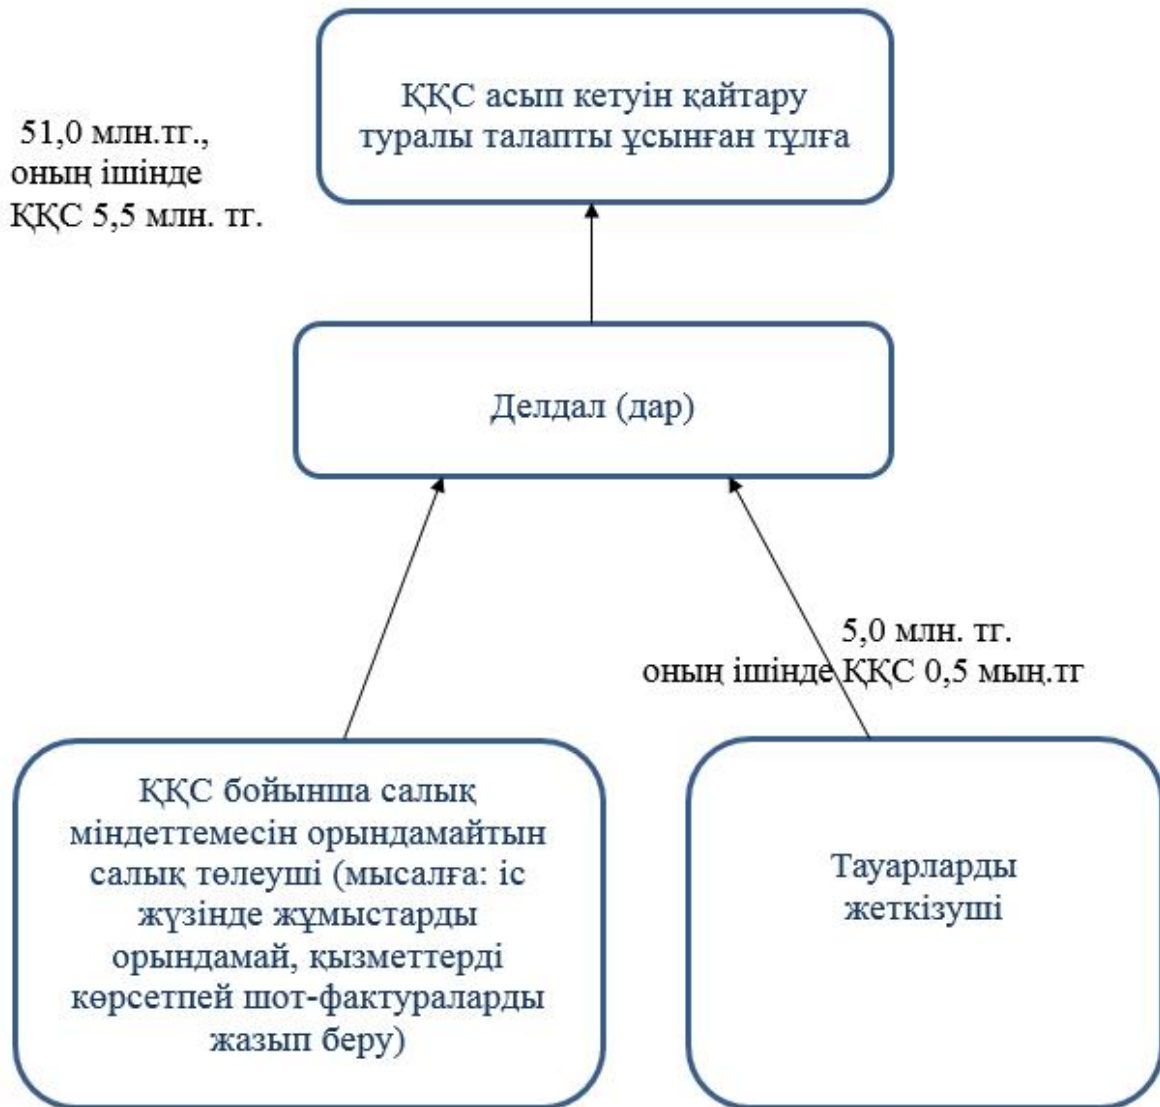 ҚҚС асып кетуін қайтару
туралы талапты ұсынған тұлға
51,0 млн.тг.,
оның ішінде
ҚҚС 5,5 млн. тг.
Делдал (дар)
5,0 млн. тг.
оның ішінде ҚҚС 0,5 мың.тг
ҚҚС бойынша салық
міндеттемесін орындамайтын
салық төлеуші (мысалға: іс
жүзінде жұмыстарды
орындамай, қызметтерді
көрсетпей шот-фактураларды
жазып беру)
Тауарларды
жеткізуші